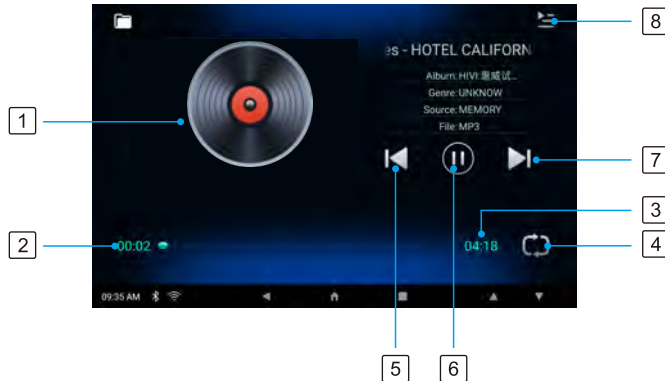 8
es - HOTEL CALIFORN
Album:HIVI:惠威试...
Genre:UNKNOW
Source:MEMORY
File:MP3
1
7
3
2
00:02
04:18
4
09:35 AM
5
6